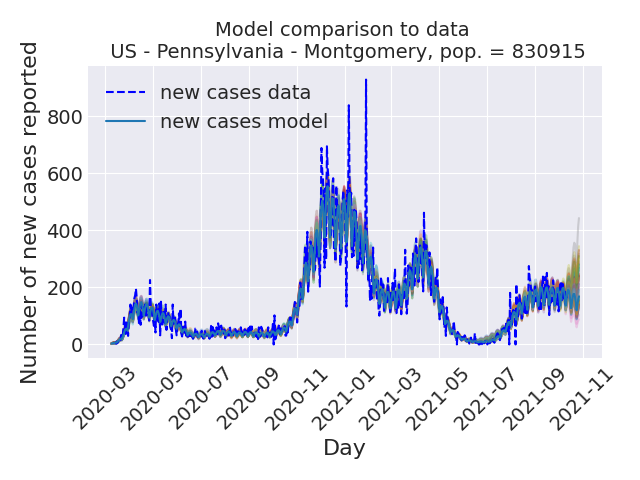 Model comparison to data
US - Pennsylvania - Montgomery, pop. = 830915
Number of new cases reported
800
600
400
200
0
new cases data
new cases model
2020-03
2020-05
2020-07
2020-09
2020-11
2021-01
2021-03
2021-05
2021-07
2021-09
2021-11
Day